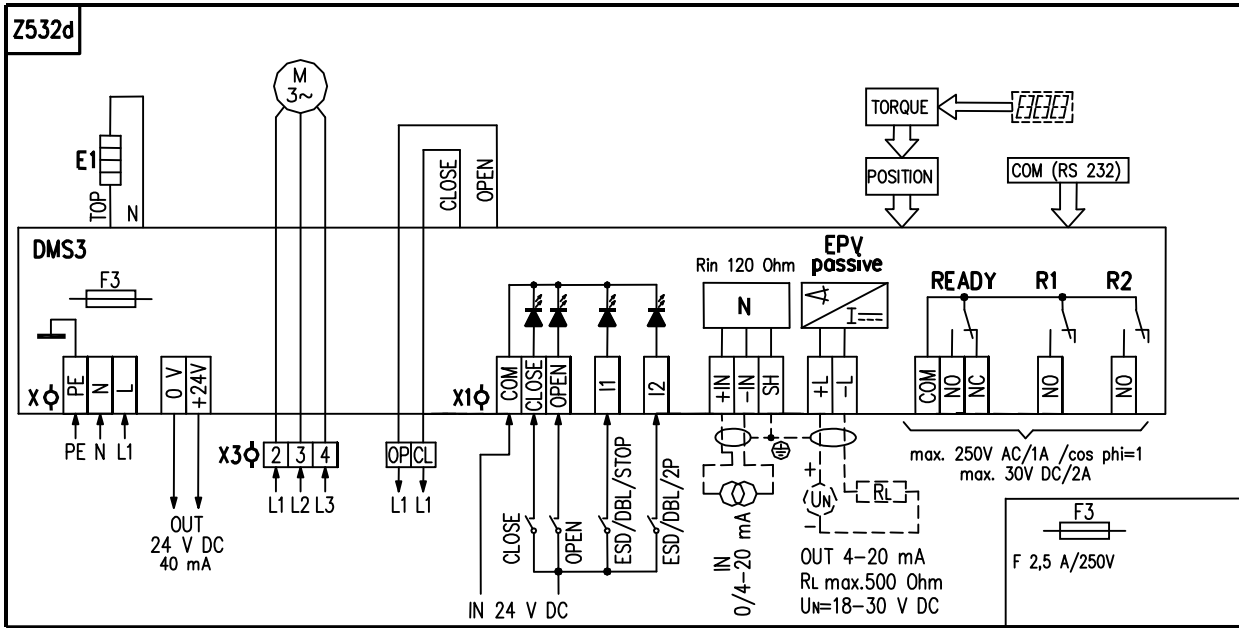 Z532d
M
3~
E1
TOP
N
CLOSE
OPEN
TORQUE
POSITION
COM (RS 232)
DMS3
F3
Rin 120 Ohm
EPV
passive
N
READY
R1
R2
X
PE
N
L
0 V
+24V
X1
COM
CLOSE
OPEN
I1
I2
+IN
-IN
SH
+L
-L
COM
NO
NC
NO
NO
PE N L1
X3
2
3
4
OP
CL
L1 L2 L3
L1 L1
OUT
24 V DC
40 mA
CLOSE
OPEN
ESD/DBL/STOP
ESD/DBL/2P
IN 24 V DC
IN
0/4-20 mA
+
UN
-
RL
OUT 4-20 mA
RL max.500 Ohm
UN=18-30 V DC
max. 250V AC/1A /cos phi=1
max. 30V DC/2A
F3
F 2,5 A/250V